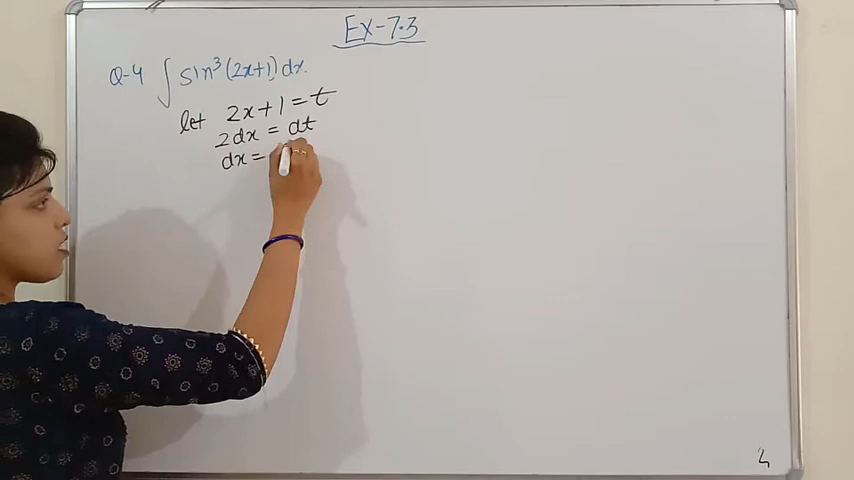 Ex-7.3
Q-4 ∫ sin³ (2x+1) dx.
let 2x+1 = t
2dx = dt
dx =
4